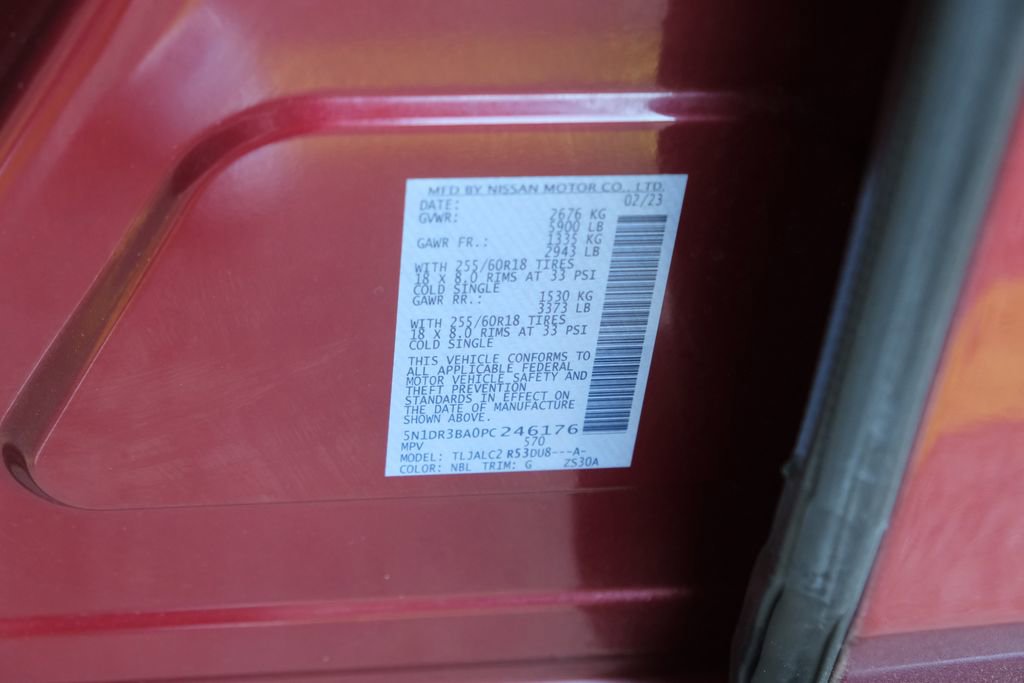 MFD BY NISSAN MOTOR CO., LTD.
DATE: 02/23
GVWR: 2676 KG
5900 LB
GAWR FR.: 1335 KG
2943 LB
WITH 255/60R18 TIRES
18 X 8.0 RIMS AT 33 PSI
COLD SINGLE
GAWR RR.: 1530 KG
3373 LB
WITH 255/60R18 TIRES
18 X 8.0 RIMS AT 33 PSI
COLD SINGLE
THIS VEHICLE CONFORMS TO
ALL APPLICABLE FEDERAL
MOTOR VEHICLE SAFETY AND
THEFT PREVENTION
STANDARDS IN EFFECT ON
THE DATE OF MANUFACTURE
SHOWN ABOVE.
5N1DR3BA0PC246176
MPV 570
MODEL: TLJALC2 R53DU8---A-
COLOR: NBL TRIM: G ZS30A